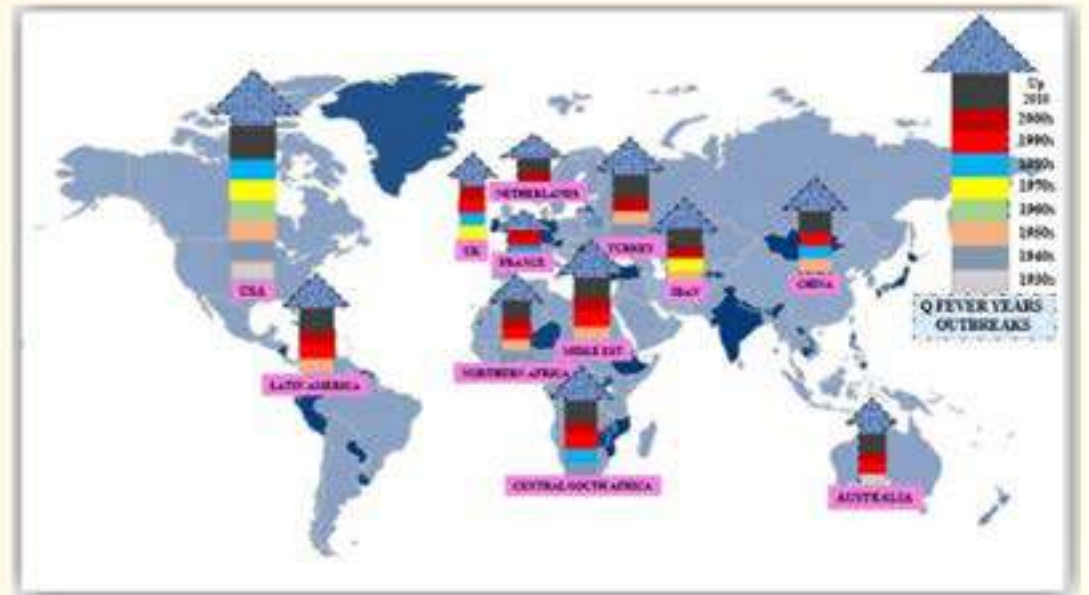 Up
2010
2000s
1990s
1980s
1970s
1960s
1950s
1940s
1930s
Q FEVER YEARS
OUTBREAKS
USA
UK
NETHERLANDS
FRANCE
TURKEY
IRAN
CHINA
LATIN AMERICA
NORTHERN AFRICA
CENTRAL SOUTH AFRICA
AUSTRALIA